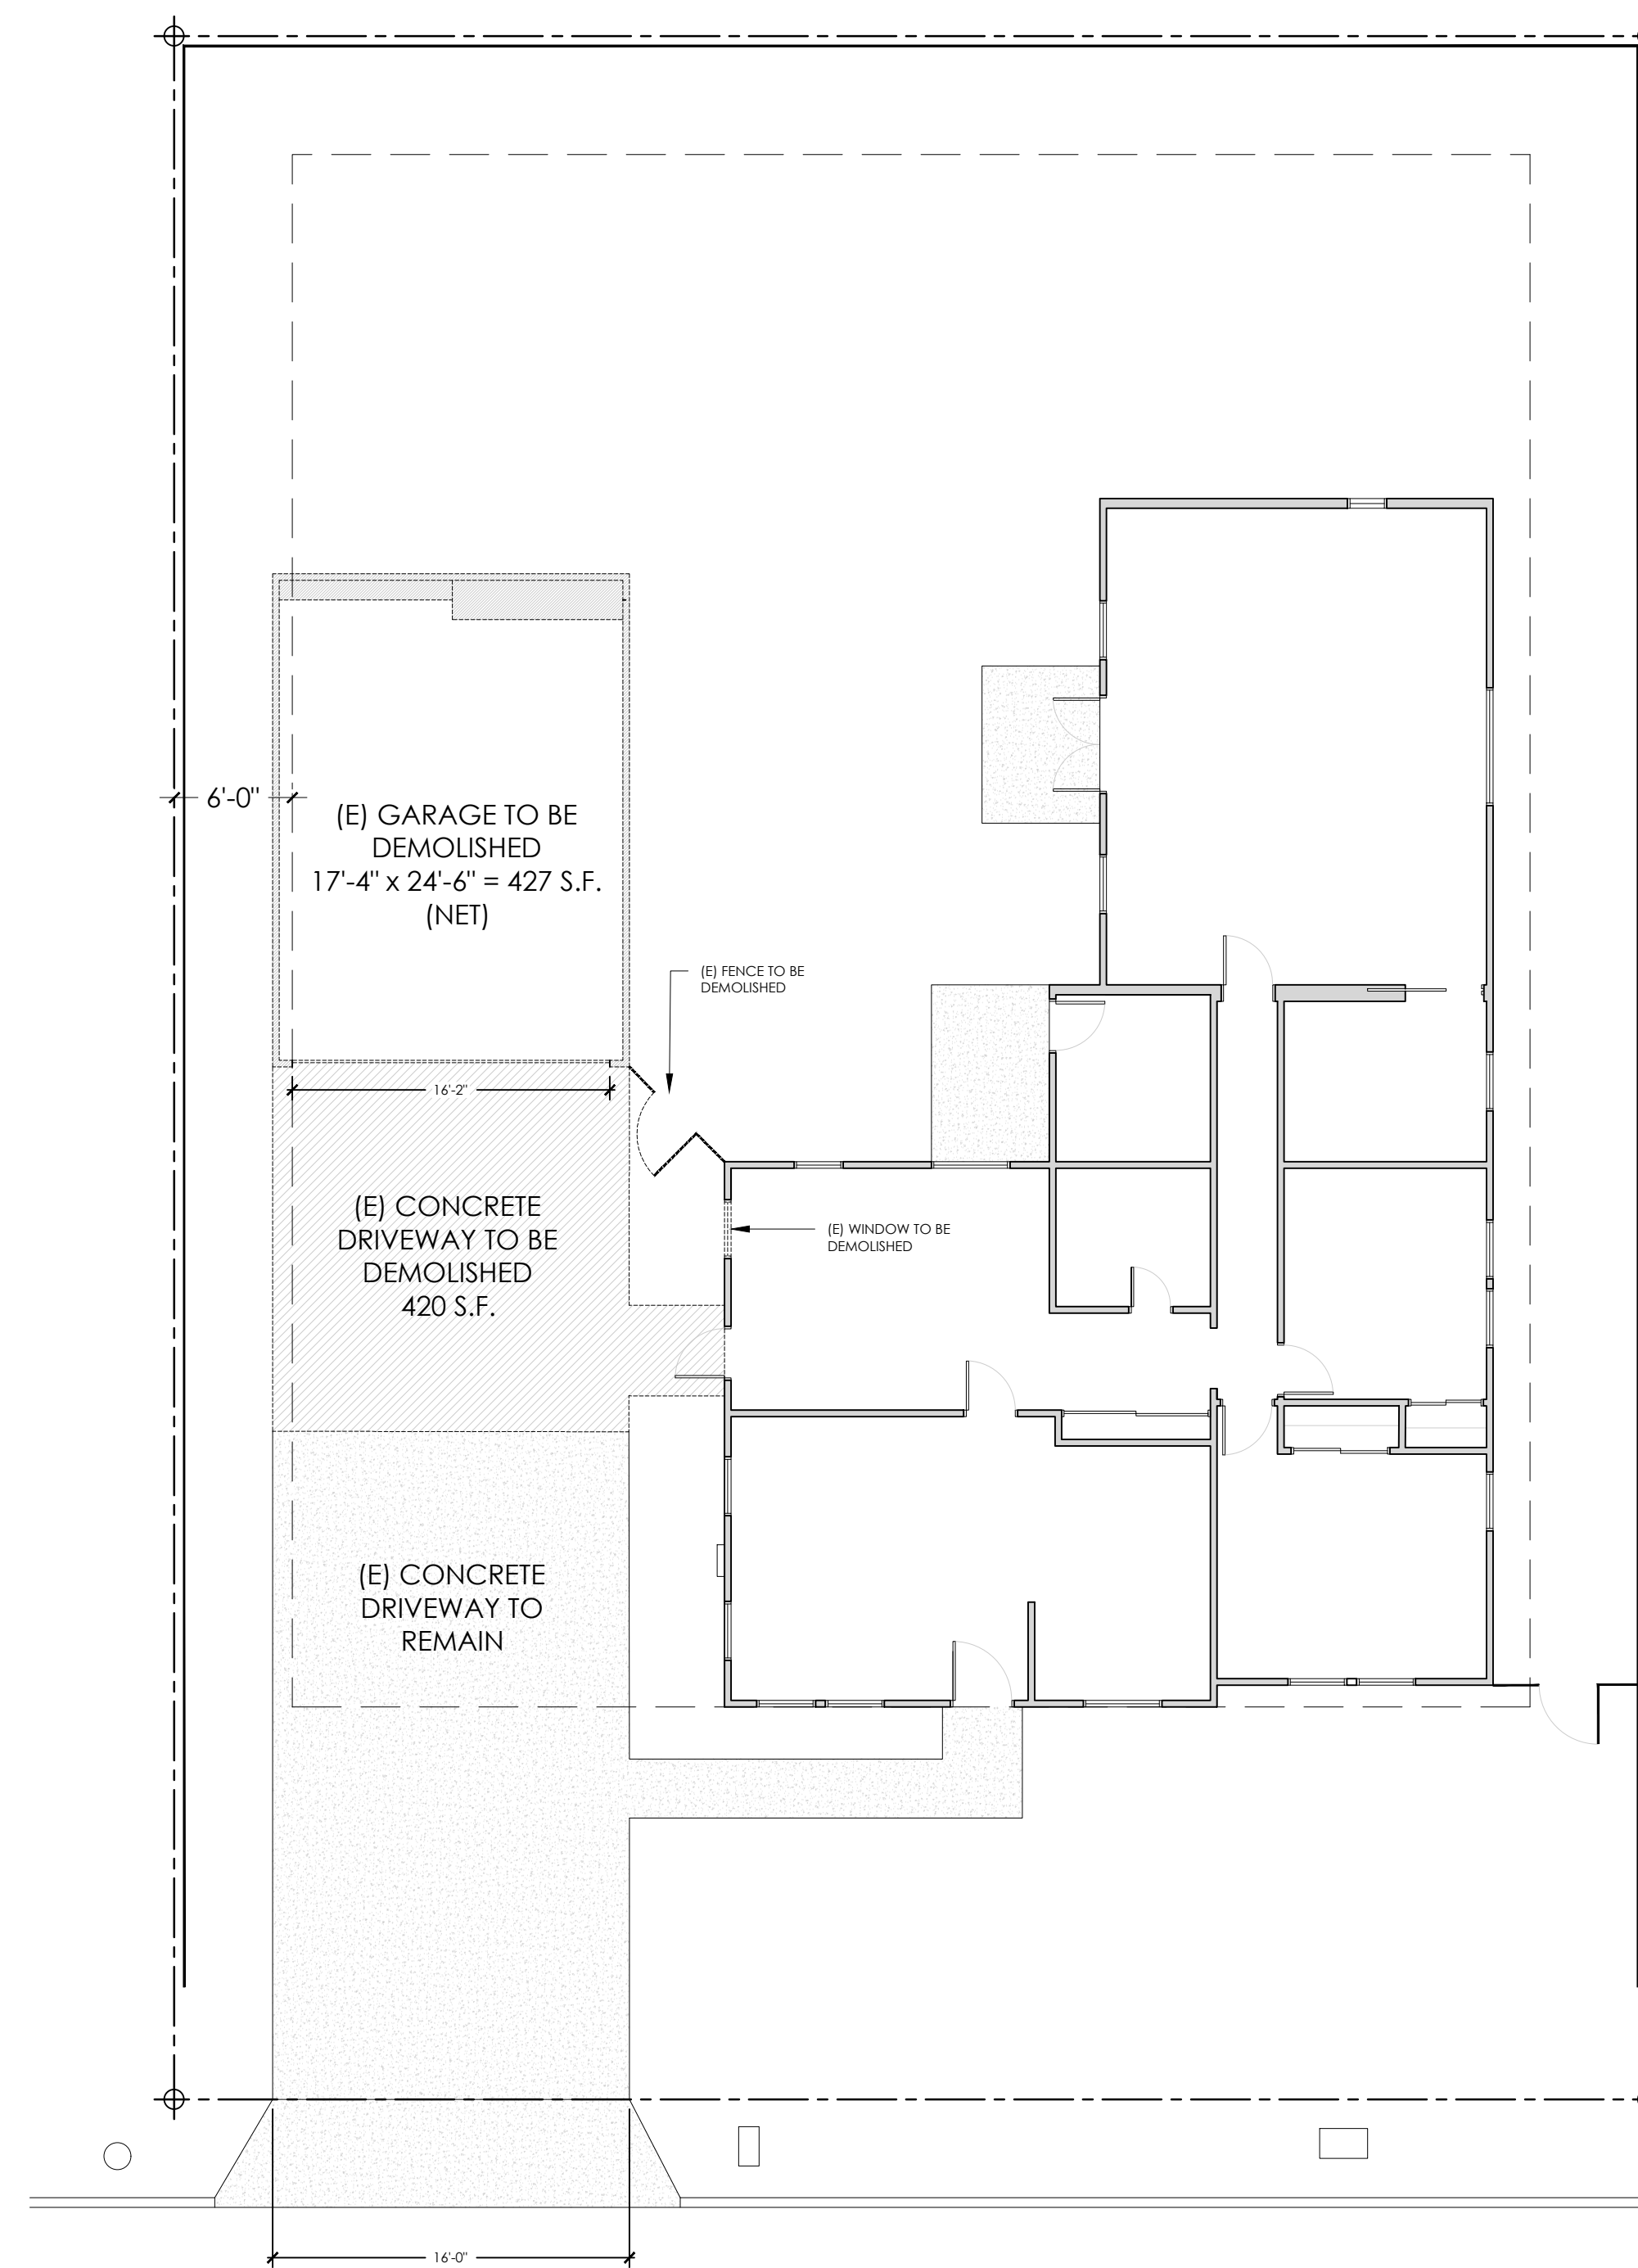 6'-0"
(E) GARAGE TO BE
DEMOLISHED
17'-4" x 24'-6" = 427 S.F.
(NET)
(E) FENCE TO BE
DEMOLISHED
16'-2"
(E) CONCRETE
DRIVEWAY TO BE
DEMOLISHED
420 S.F.
(E) WINDOW TO BE
DEMOLISHED
(E) CONCRETE
DRIVEWAY TO
REMAIN
16'-0"